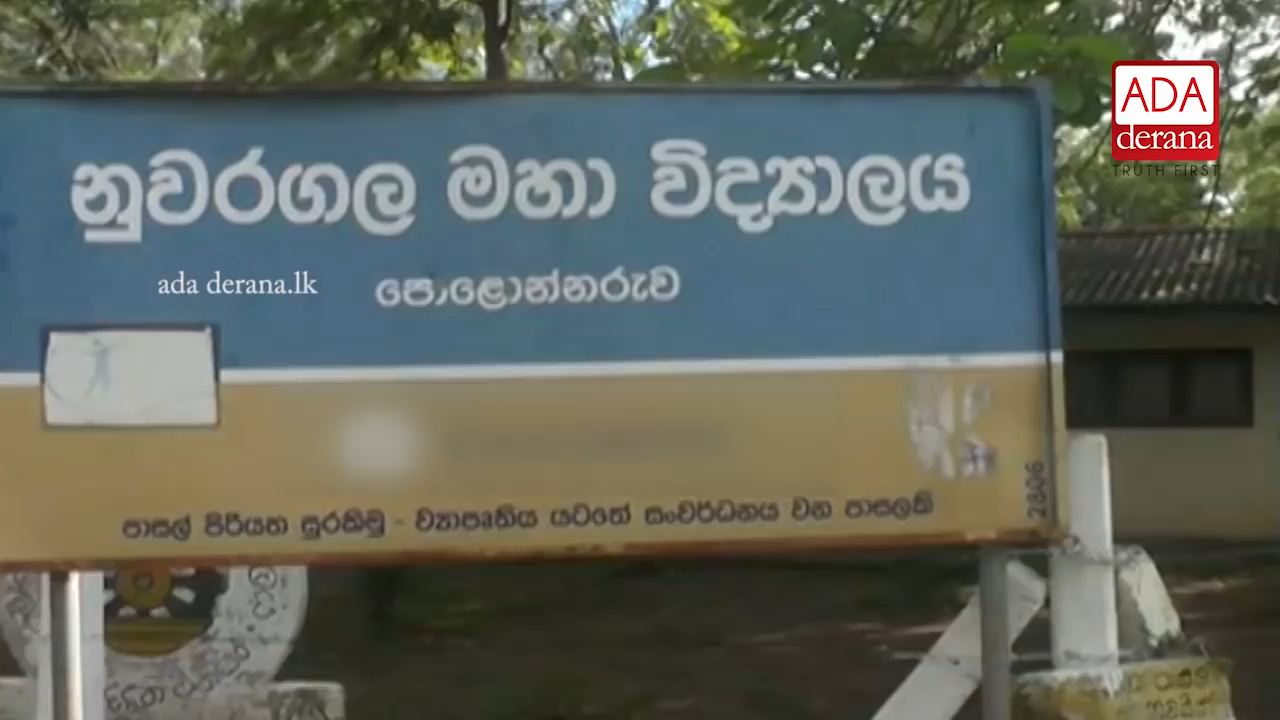 ADA
derana
TRUTH FIRST
නුවරගල මහා විද්‍යාලය
ada derana.lk
පොළොන්නරුව
පාසල් පිරියත සුරකිමු - ව්‍යාපෘතිය යටතේ සංවර්ධනය වන පාසලකි
2806